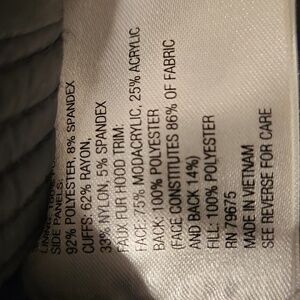 SIDE PANELS:
92% POLYESTER, 8% SPANDEX
CUFFS: 62% RAYON,
33% NYLON, 5% SPANDEX
FAUX FUR HOOD TRIM:
FACE: 75% MODACRYLIC, 25% ACRYLIC
BACK: 100% POLYESTER
(FACE CONSTITUTES 86% OF FABRIC
AND BACK 14%)
FILL: 100% POLYESTER
RN 79675
MADE IN VIETNAM
SEE REVERSE FOR CARE